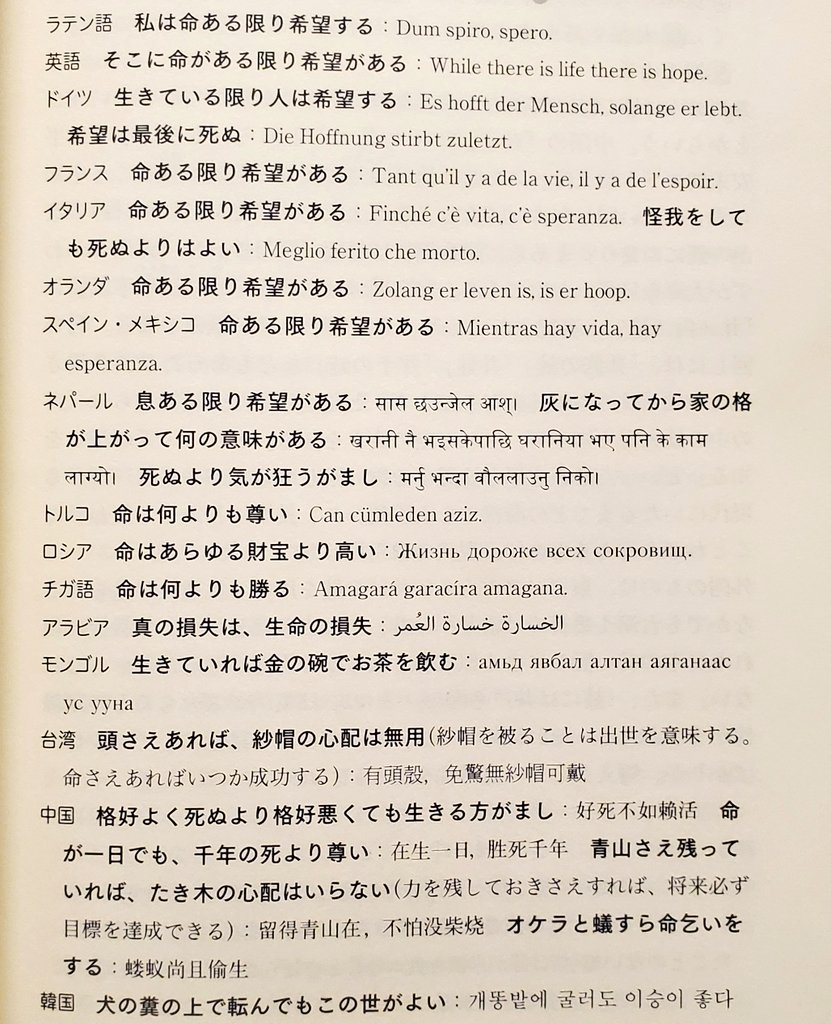 ラテン語　私は命ある限り希望する：Dum spiro, spero.
英語　そこに命がある限り希望がある：While there is life there is hope.
ドイツ　生きている限り人は希望する：Es hofft der Mensch, solange er lebt.
希望は最後に死ぬ：Die Hoffnung stirbt zuletzt.
フランス　命ある限り希望がある：Tant qu'il y a de la vie, il y a de l'espoir.
イタリア　命ある限り希望がある：Finché c'è vita, c'è speranza.　怪我をして
も死ぬよりはよい：Meglio ferito che morto.
オランダ　命ある限り希望がある：Zolang er leven is, is er hoop.
スペイン・メキシコ　命ある限り希望がある：Mientras hay vida, hay
esperanza.
ネパール　息ある限り希望がある：सास छउन्जेल आश्।　灰になってから家の格
が上がって何の意味がある：खरानी नै भइसकेपाछि घरानिया भए पनि के काम
लाग्यो।　死ぬより気が狂うがまし：मर्नु भन्दा वौललाउनु निको।
トルコ　命は何よりも尊い：Can cümleden aziz.
ロシア　命はあらゆる財宝より高い：Жизнь дороже всех сокровищ.
チガ語　命は何よりも勝る：Amagará garacíra amagana.
アラビア　真の損失は、生命の損失：الخسارة خسارة العُمر
モンゴル　生きていれば金の碗でお茶を飲む：амьд явбал алтан аяганаас
ус ууна
台湾　頭さえあれば、紗帽の心配は無用(紗帽を被ることは出世を意味する。
命さえあればいつか成功する)：有頭殼，免驚無紗帽可戴
中国　格好よく死ぬより格好悪くても生きる方がまし：好死不如赖活　命
が一日でも、千年の死より尊い：在生一日, 胜死千年　青山さえ残って
いれば、たき木の心配はいらない(力を残しておきさえすれば、将来必ず
目標を達成できる)：留得青山在，不怕没柴烧　オケラと蟻すら命乞いを
する：蝼蚁尚且偷生
韓国　犬の糞の上で転んでもこの世がよい：개똥밭에 굴러도 이승이 좋다